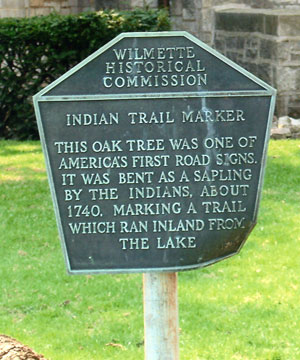 WILMETTE
HISTORICAL
COMMISSION
INDIAN TRAIL MARKER
THIS OAK TREE WAS ONE OF
AMERICA'S FIRST ROAD SIGNS.
IT WAS BENT AS A SAPLING
BY THE INDIANS, ABOUT
1740, MARKING A TRAIL
WHICH RAN INLAND FROM
THE LAKE